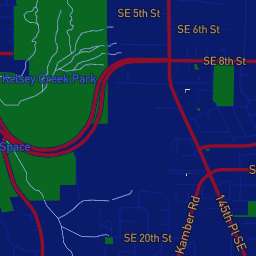 SE 5th St
SE 6th St
SE 8th St
Kelsey Creek Park
Space
S
Kamber Rd
145th Pl SE
SE 20th St